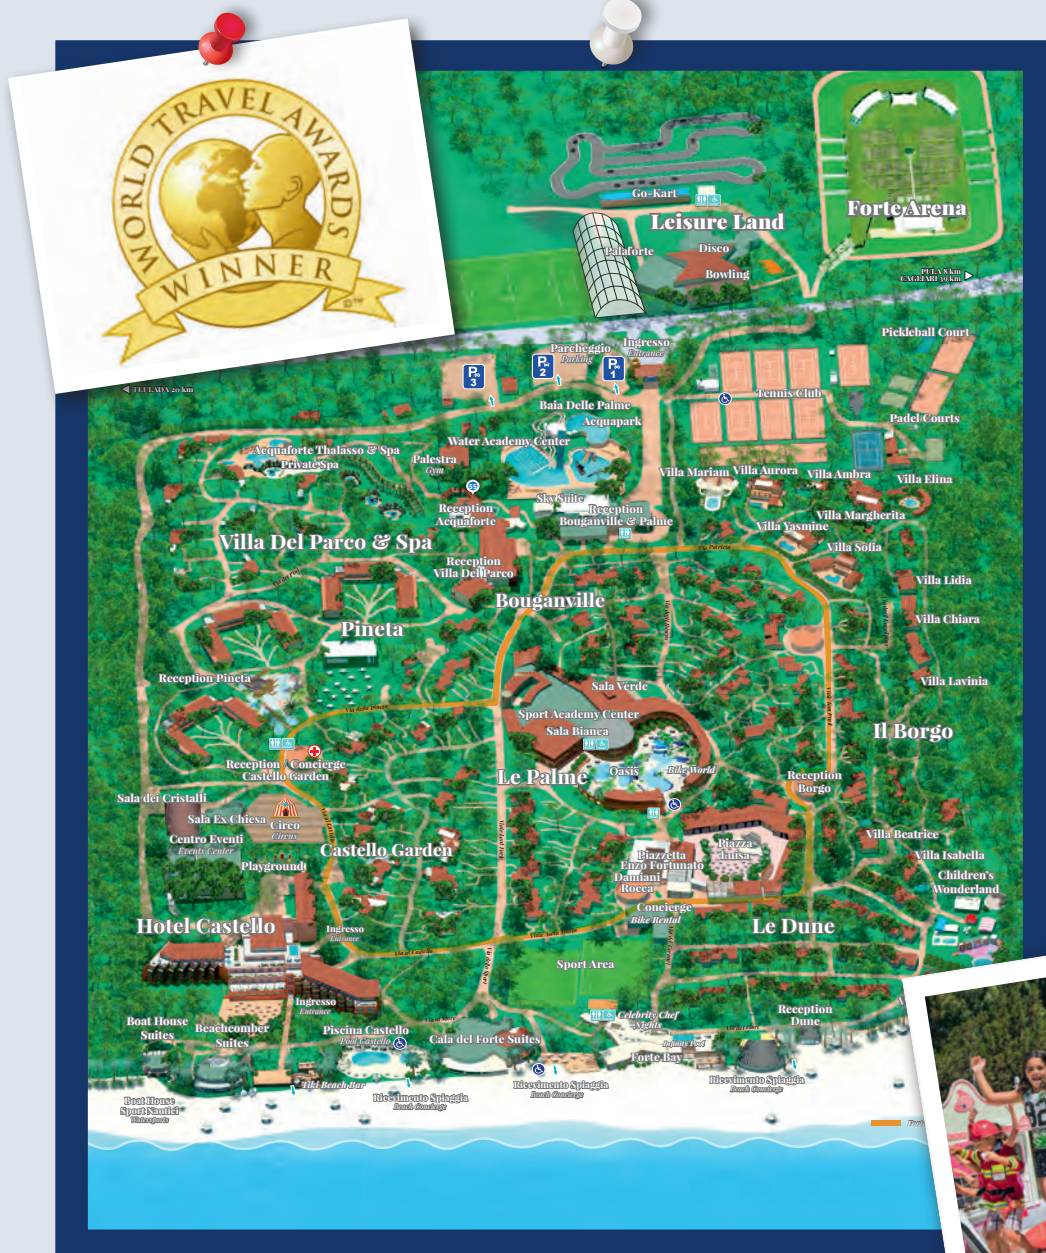 WORLD TRAVEL AWARDS
WINNER
©™
Go-Kart
Leisure Land
Forte Arena
Palaforte
Disco
Bowling
PULA 8 km
CAGLIARI 39 km
TEULADA 20 km
Parcheggio
Parking
Ingresso
Entrance
P
3
P
2
P
1
Pickleball Court
Tennis Club
Padel Courts
Baia Delle Palme
Acquapark
Water Academy Center
Acquaforte Thalasso & Spa
Private Spa
Palestra
Gym
Sky Suite
Reception
Acquaforte
Reception
Bouganville & Palme
Villa Mariam
Villa Aurora
Villa Ambra
Villa Elina
Villa Margherita
Villa Yasmine
Villa Sofia
Villa Del Parco & Spa
Reception
Villa Del Parco
Villa Lidia
Villa Chiara
Villa Lavinia
Bouganville
Pineta
Reception Pineta
Sala Verde
Sport Academy Center
Sala Bianca
Il Borgo
Reception
Castello Garden
Concierge
Le Palme
Oasis
Bike World
Reception
Borgo
Sala dei Cristalli
Sala Ex Chiesa
Circo
Circus
Centro Eventi
Events Center
Playground
Castello Garden
Piazzetta
Enzo Fortunato
Damiani
Rocca
Piazza
Luisa
Villa Beatrice
Villa Isabella
Children's
Wonderland
Concierge
Bike Rental
Hotel Castello
Ingresso
Entrance
Le Dune
Sport Area
Ingresso
Entrance
Boat House
Suites
Beachcomber
Suites
Piscina Castello
Pool Castello
Cala del Forte Suites
Celebrity Chef
Nights
Infinity Pool
Forte Bay
Reception
Dune
Tiki Beach Bar
Ricevimento Spiaggia
Beach Concierge
Ricevimento Spiaggia
Beach Concierge
Ricevimento Spiaggia
Beach Concierge
Boat House
Sport Nautici
Watersports